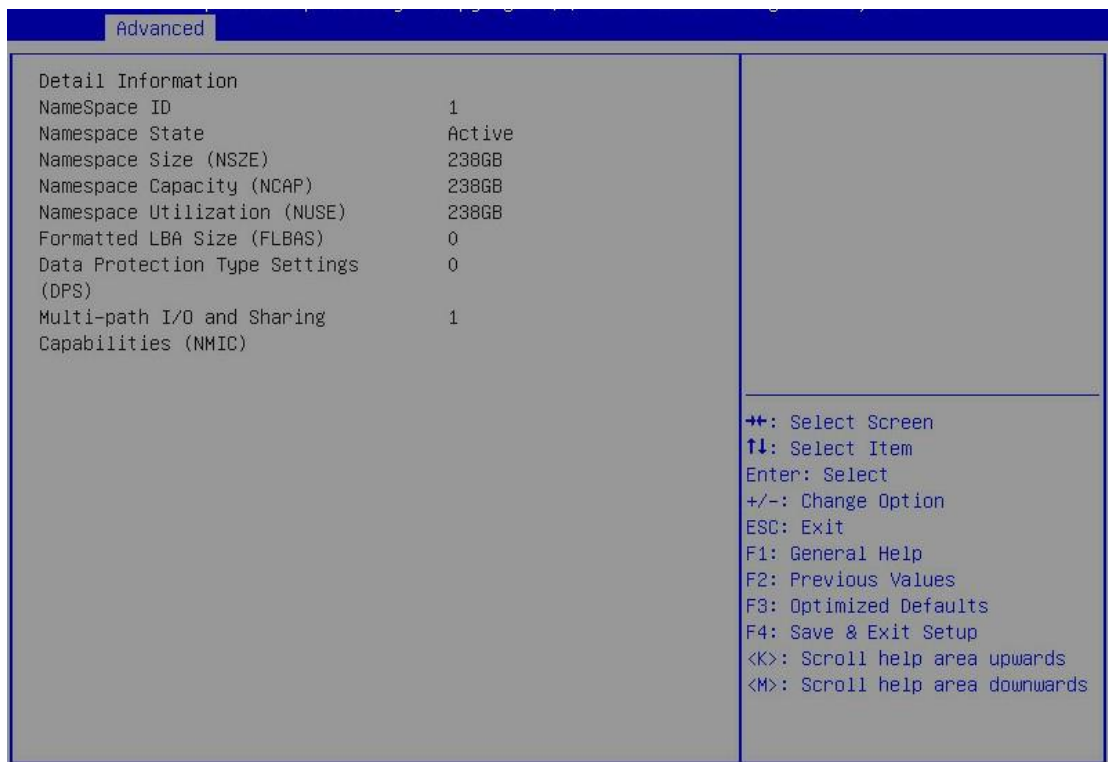 Advanced
Detail Information
NameSpace ID 1
Namespace State Active
Namespace Size (NSZE) 238GB
Namespace Capacity (NCAP) 238GB
Namespace Utilization (NUSE) 238GB
Formatted LBA Size (FLBAS) 0
Data Protection Type Settings 0
(DPS)
Multi-path I/O and Sharing 1
Capabilities (NMIC)
→←: Select Screen
↑↓: Select Item
Enter: Select
+/-: Change Option
ESC: Exit
F1: General Help
F2: Previous Values
F3: Optimized Defaults
F4: Save & Exit Setup
<K>: Scroll help area upwards
<M>: Scroll help area downwards